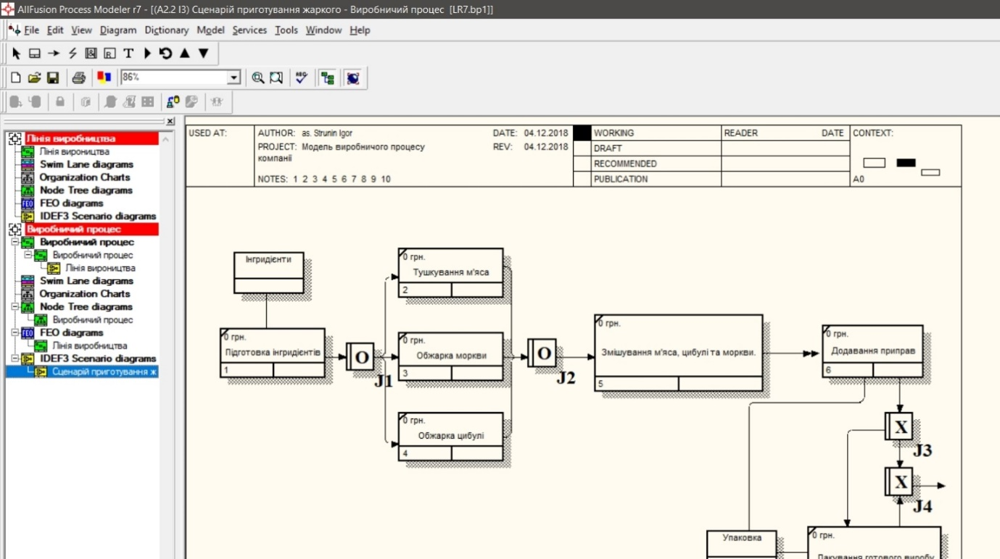 AllFusion Process Modeler r7 - [(A2.2 I3) Сценарій приготування жаркого - Виробничий процес [LR7.bp1]]
File Edit View Diagram Dictionary Model Services Tools Window Help
86%
Лінія виробництва
Лінія вироництва
Swim Lane diagrams
Organization Charts
Node Tree diagrams
FEO diagrams
IDEF3 Scenario diagrams
Виробничий процес
Виробничий процес
Виробничий процес
Лінія вироництва
Swim Lane diagrams
Organization Charts
Node Tree diagrams
Виробничий процес
FEO diagrams
Лінія виробництва
IDEF3 Scenario diagrams
Сценарій приготування ж
USED AT:
AUTHOR: as. Strunin Igor
DATE: 04.12.2018
PROJECT: Модель виробничого процесу
компанії
REV: 04.12.2018
NOTES: 1 2 3 4 5 6 7 8 9 10
WORKING
DRAFT
RECOMMENDED
PUBLICATION
READER DATE
CONTEXT:
A0
Інгридієнти
0 грн.
Підготовка інгридієнтів
1
O
J1
0 грн.
Тушкування м'яса
2
0 грн.
Обжарка моркви
3
0 грн.
Обжарка цибулі
4
O
J2
0 грн.
Змішування м'яса, цибулі та моркви.
5
0 грн.
Додавання приправ
6
X
J3
X
J4
Упаковка
0 грн.
Пакування готового виробу